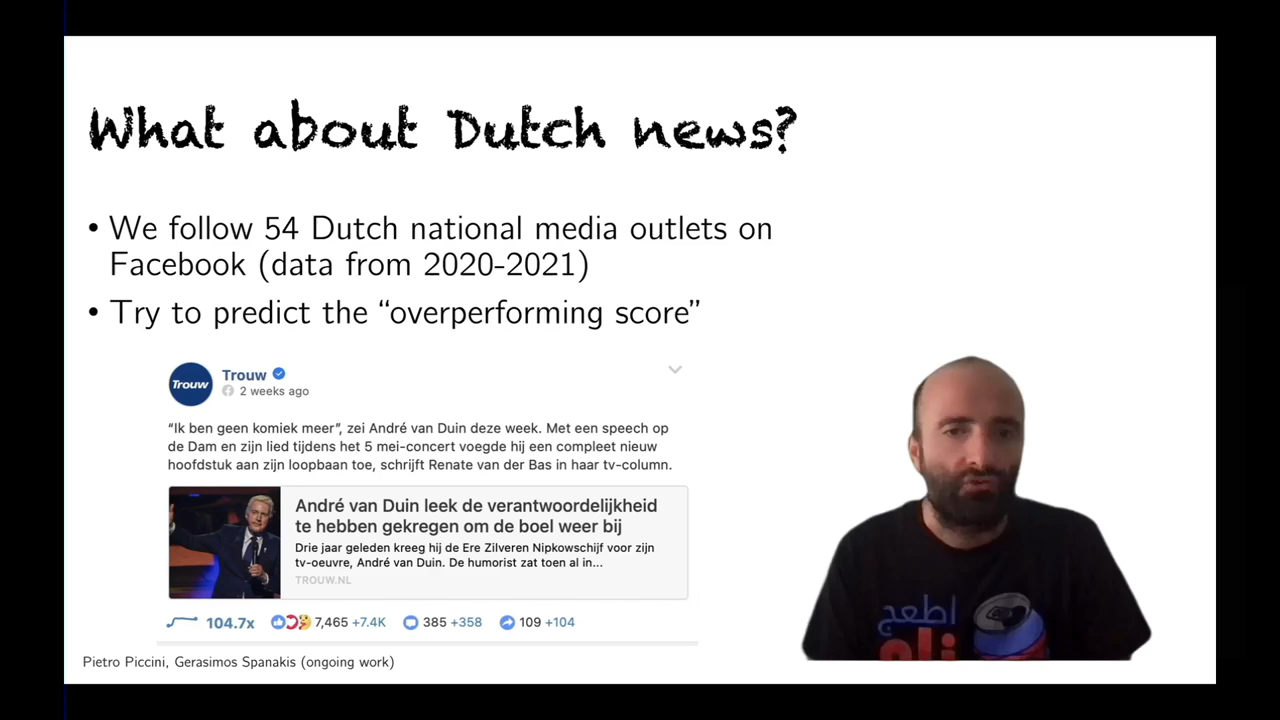 What about Dutch news?
• We follow 54 Dutch national media outlets on
Facebook (data from 2020-2021)
• Try to predict the “overperforming score”
Trouw
Trouw
2 weeks ago
“Ik ben geen komiek meer”, zei André van Duin deze week. Met een speech op
de Dam en zijn lied tijdens het 5 mei-concert voegde hij een compleet nieuw
hoofdstuk aan zijn loopbaan toe, schrijft Renate van der Bas in haar tv-column.
André van Duin leek de verantwoordelijkheid
te hebben gekregen om de boel weer bij
Drie jaar geleden kreeg hij de Ere Zilveren Nipkowschijf voor zijn
tv-oeuvre, André van Duin. De humorist zat toen al in...
TROUW.NL
104.7x 7,465 +7.4K 385 +358 109 +104
Pietro Piccini, Gerasimos Spanakis (ongoing work)